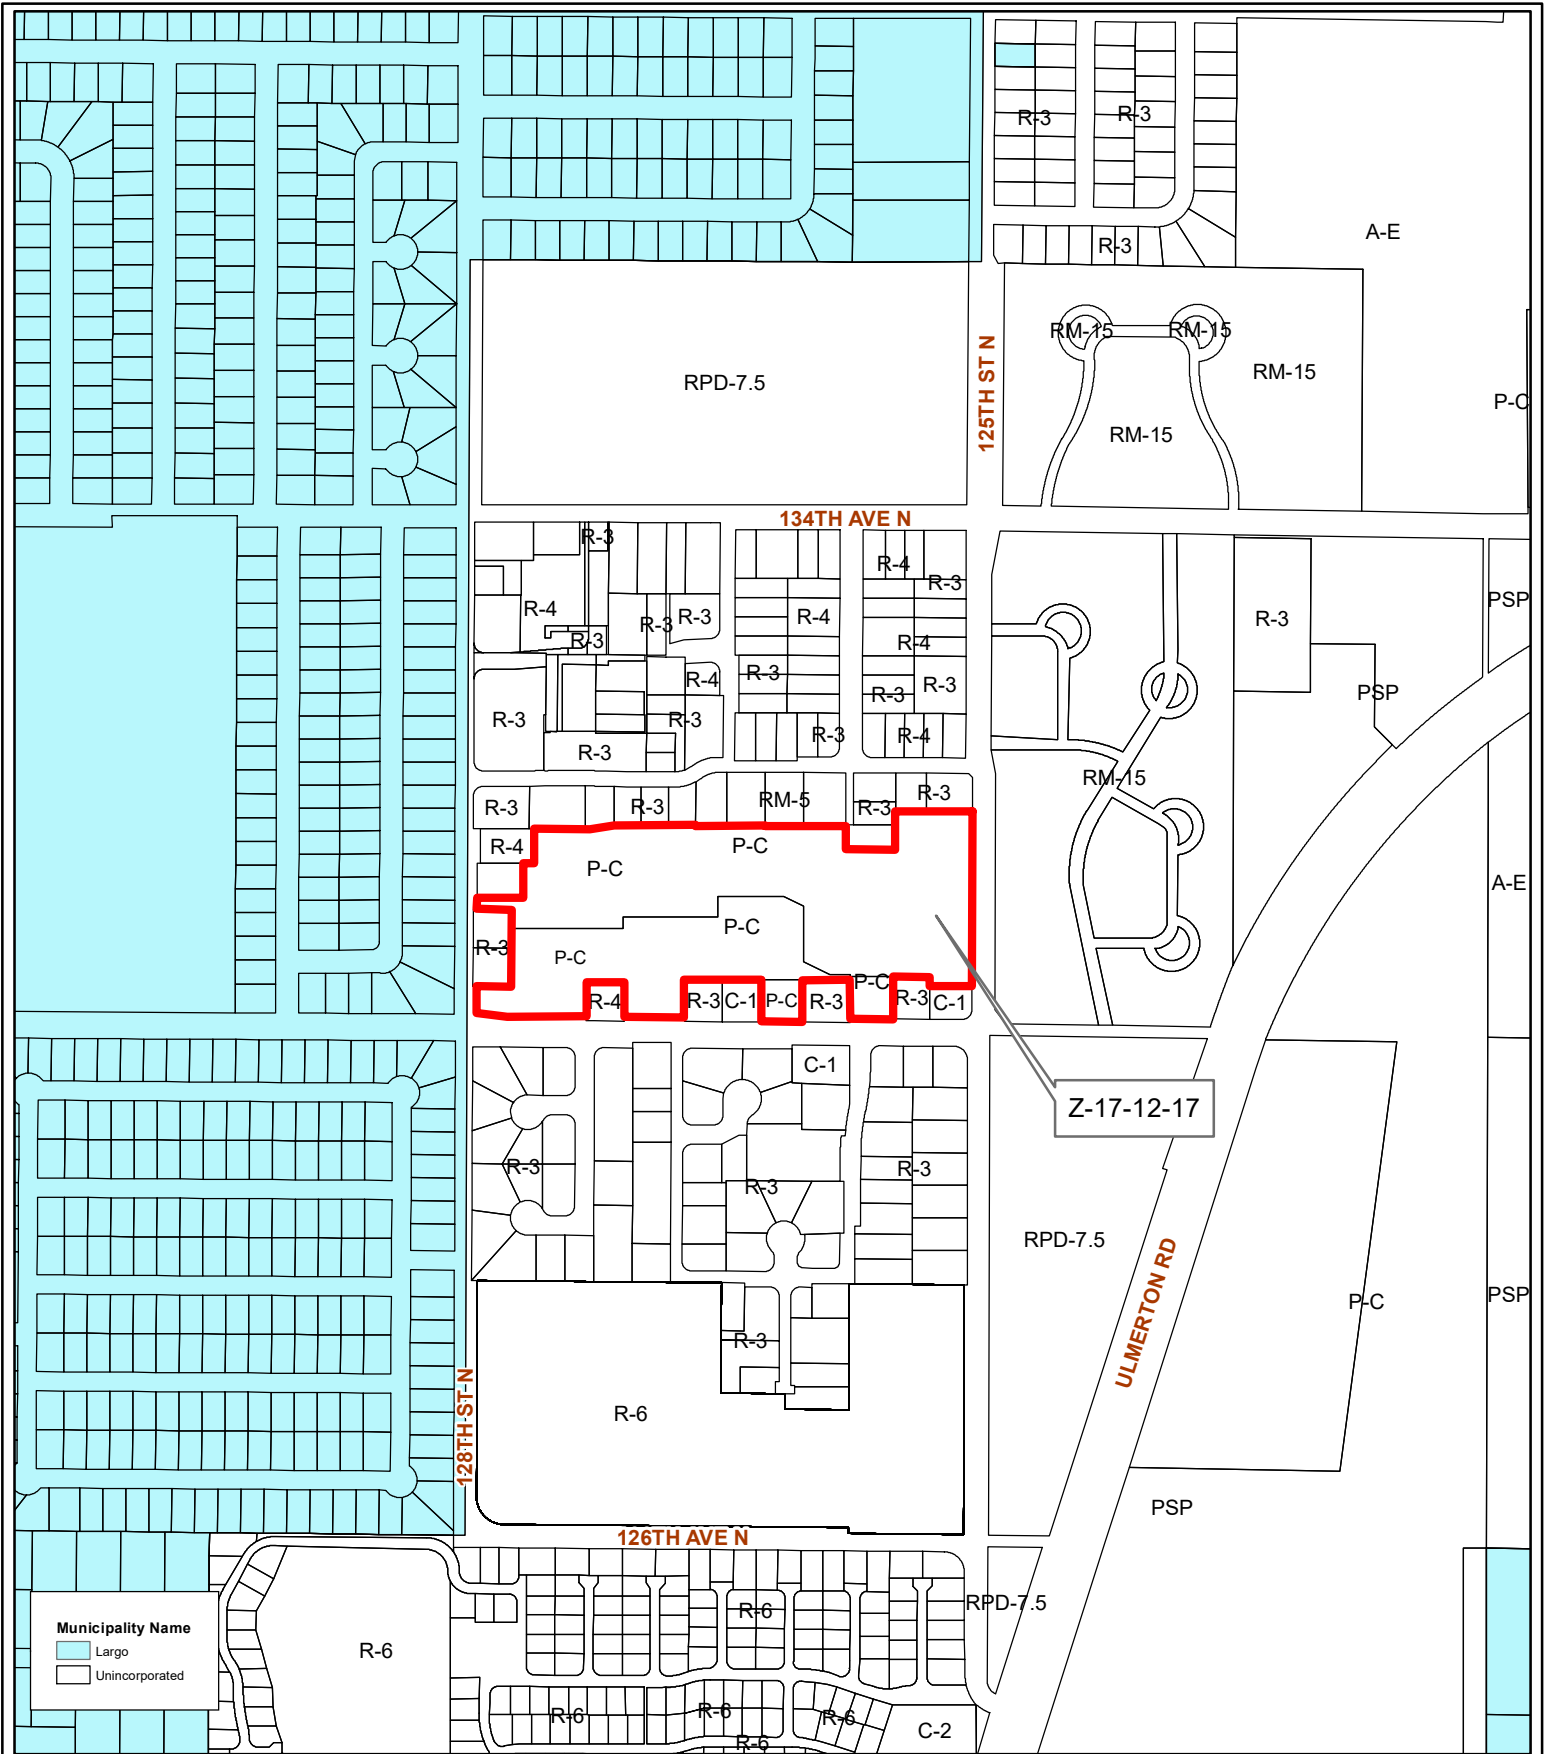 R-3
R-3
R-3
A-E
RM-15
RM-15
RM-15
RM-15
P-C
RPD-7.5
125TH ST N
134TH AVE N
R-3
R-4
R-3
R-4
R-3
R-3
R-4
R-3
R-4
R-3
PSP
R-3
R-4
R-3
R-3
R-3
PSP
R-3
R-3
R-3
R-3
R-4
RM-15
R-3
R-3
RM-5
R-3
R-3
R-4
P-C
P-C
A-E
R-3
P-C
P-C
P-C
R-4
R-3
C-1
P-C
R-3
R-3
C-1
Z-17-12-17
C-1
R-3
R-3
R-3
RPD-7.5
ULMERTON RD
P-C
PSP
R-3
128TH ST N
R-6
PSP
126TH AVE N
R-6
RPD-7.5
R-6
R-6
R-6
R-6
R-6
C-2
Municipality Name
Largo
Unincorporated